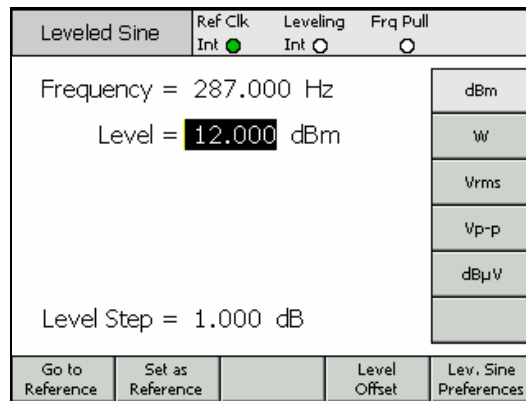 Leveled Sine
Ref Clk
Int
Leveling
Int
Frq Pull
Frequency = 287.000 Hz
Level = 12.000 dBm
Level Step = 1.000 dB
dBm
W
Vrms
Vp-p
dBµV
Go to
Reference
Set as
Reference
Level
Offset
Lev. Sine
Preferences